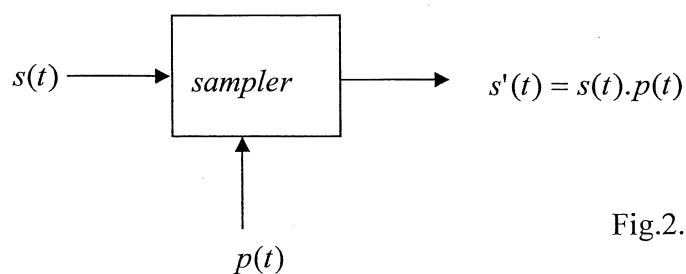 s(t) sampler s'(t) = s(t).p(t)
Fig.2.
p(t)